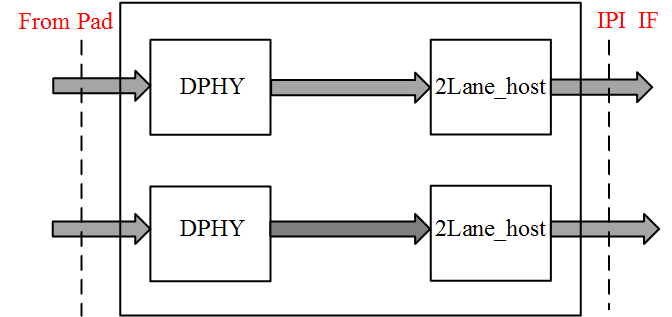 From Pad
IPI IF
DPHY
2Lane_host
DPHY
2Lane_host